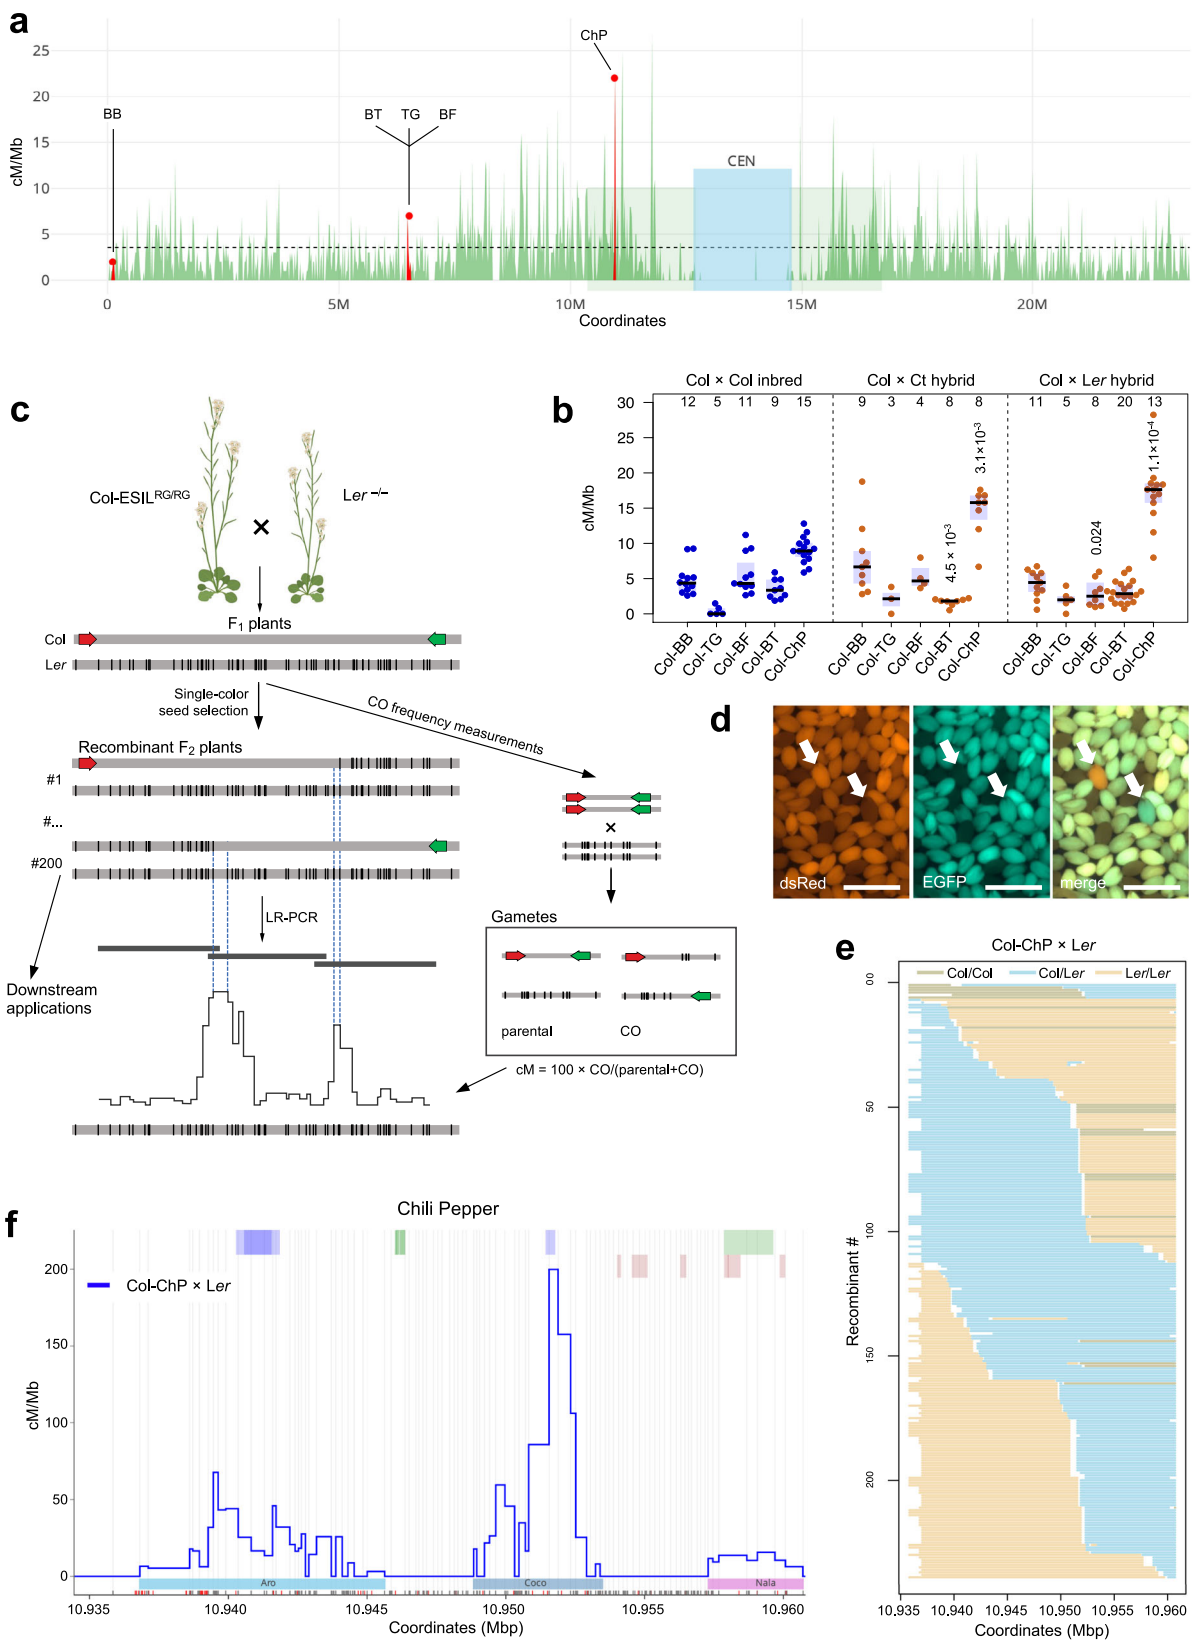 a
25
20
15
10
5
0
cM/Mb
BB
BT TG BF
ChP
CEN
0 5M 10M 15M 20M
Coordinates
b
Col × Col inbred Col × Ct hybrid Col × Ler hybrid
12 5 11 9 15 9 3 4 8 8 11 5 8 20 13
30
25
20
15
10
5
0
cM/Mb
4.5 × 10-3
3.1×10-3
0.024
1.1×10-4
Col-BB Col-TG Col-BF Col-BT Col-ChP Col-BB Col-TG Col-BF Col-BT Col-ChP Col-BB Col-TG Col-BF Col-BT Col-ChP
c
Col-ESILRG/RG × Ler –/–
F1 plants
Col
Ler
Single-color
seed selection
CO frequency measurements
Recombinant F2 plants
#1
#...
#200
×
LR-PCR
Downstream
applications
Gametes
parental CO
cM = 100 × CO/(parental+CO)
d
dsRed EGFP merge
e
Col-ChP × Ler
Col/Col Col/Ler Ler/Ler
00
50
100
150
200
Recombinant #
10.935 10.940 10.945 10.950 10.955 10.960
Coordinates (Mbp)
f
Chili Pepper
Col-ChP × Ler
200
150
100
50
0
cM/Mb
Aro Coco Nala
10.935 10.940 10.945 10.950 10.955 10.960
Coordinates (Mbp)